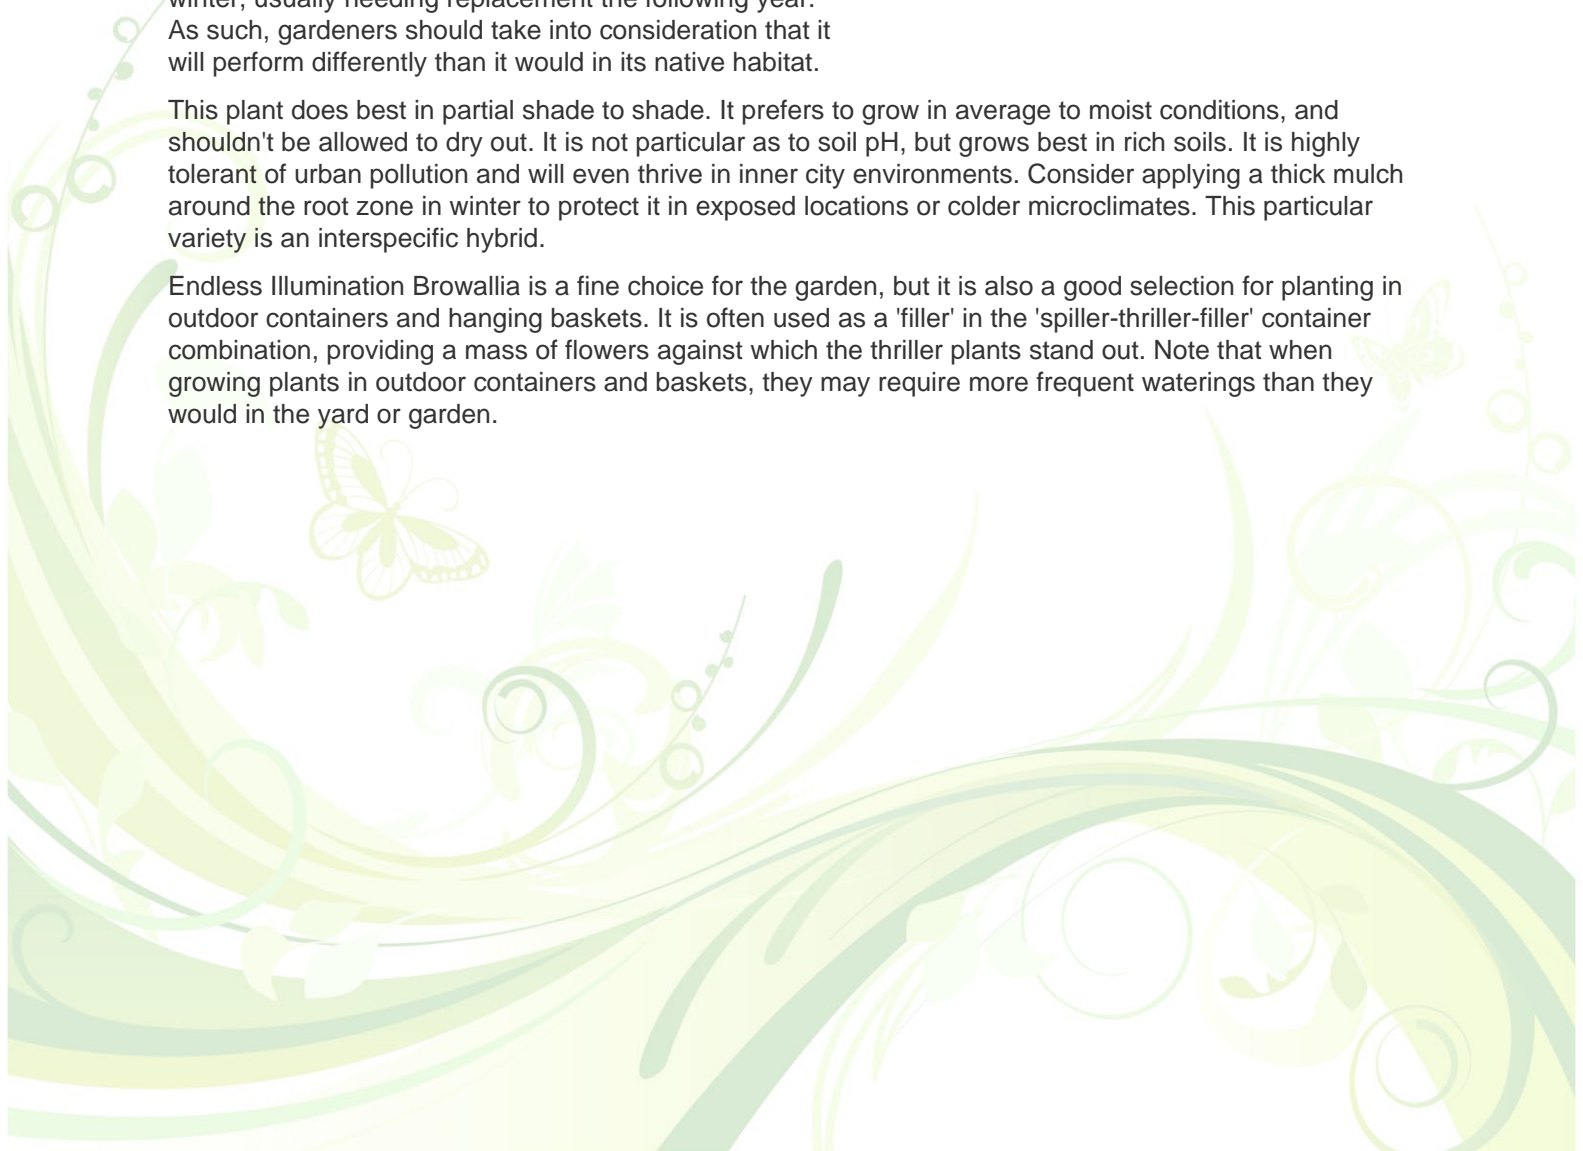 winter, usually needing replacement the following year.
As such, gardeners should take into consideration that it
will perform differently than it would in its native habitat.
This plant does best in partial shade to shade. It prefers to grow in average to moist conditions, and
shouldn't be allowed to dry out. It is not particular as to soil pH, but grows best in rich soils. It is highly
tolerant of urban pollution and will even thrive in inner city environments. Consider applying a thick mulch
around the root zone in winter to protect it in exposed locations or colder microclimates. This particular
variety is an interspecific hybrid.
Endless Illumination Browallia is a fine choice for the garden, but it is also a good selection for planting in
outdoor containers and hanging baskets. It is often used as a 'filler' in the 'spiller-thriller-filler' container
combination, providing a mass of flowers against which the thriller plants stand out. Note that when
growing plants in outdoor containers and baskets, they may require more frequent waterings than they
would in the yard or garden.